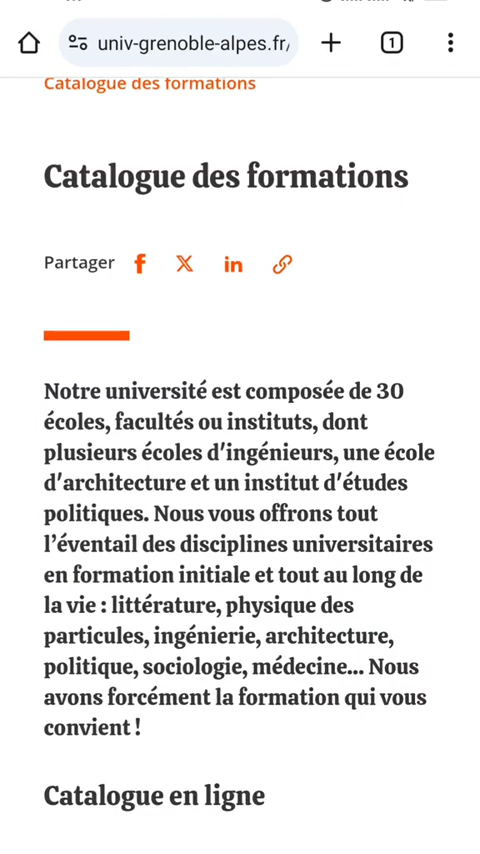 univ-grenoble-alpes.fr/
1
Catalogue des formations
Catalogue des formations
Partager
Notre université est composée de 30
écoles, facultés ou instituts, dont
plusieurs écoles d'ingénieurs, une école
d'architecture et un institut d'études
politiques. Nous vous offrons tout
l’éventail des disciplines universitaires
en formation initiale et tout au long de
la vie : littérature, physique des
particules, ingénierie, architecture,
politique, sociologie, médecine... Nous
avons forcément la formation qui vous
convient !
Catalogue en ligne